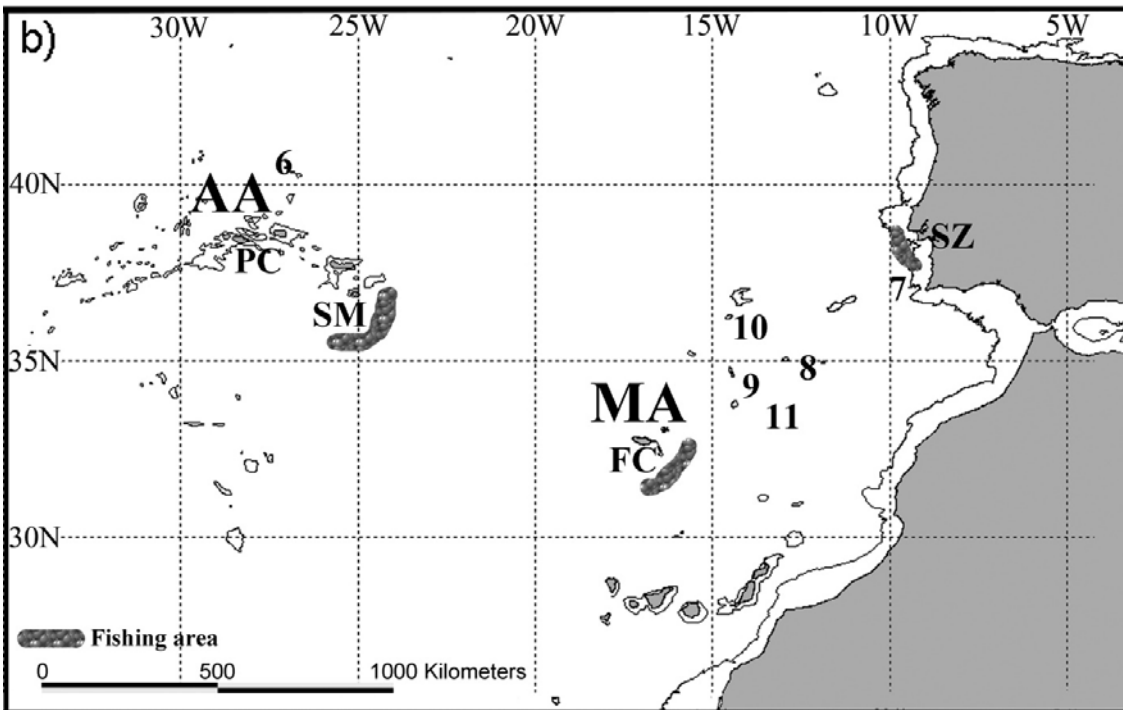 b)
30W 25W 20W 15W 10W 5W
6
40N
AA
SZ
PC
7
SM
10
35N
8
9
MA
11
FC
30N
Fishing area
0 500 1000 Kilometers